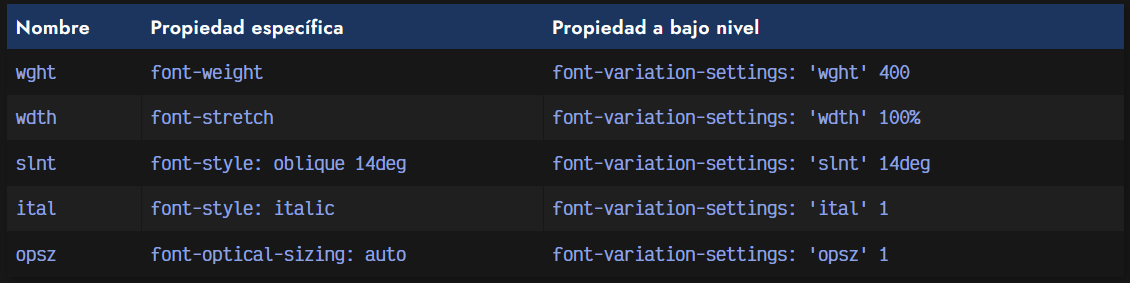 Nombre Propiedad específica Propiedad a bajo nivel
wght font-weight font-variation-settings: 'wght' 400
wdth font-stretch font-variation-settings: 'wdth' 100%
slnt font-style: oblique 14deg font-variation-settings: 'slnt' 14deg
ital font-style: italic font-variation-settings: 'ital' 1
opsz font-optical-sizing: auto font-variation-settings: 'opsz' 1